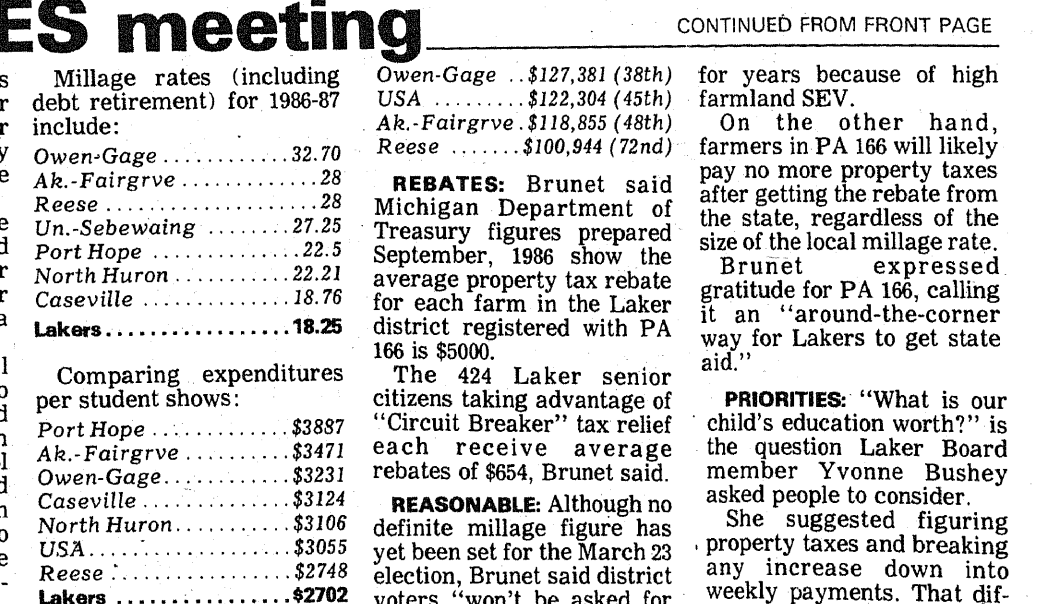 ES meeting
CONTINUED FROM FRONT PAGE
Millage rates (including
debt retirement) for 1986-87
include:
Owen-Gage ............ 32.70
Ak.-Fairgrve .............. 28
Reese ..................... 28
Un.-Sebewaing ........ 27.25
Port Hope .............. 22.5
North Huron ........... 22.21
Caseville .............. 18.76
Lakers................. 18.25
Comparing expenditures
per student shows:
Port Hope .............. $3887
Ak.-Fairgrve ........... $3471
Owen-Gage............. $3231
Caseville .............. $3124
North Huron........... $3106
USA.................... $3055
Reese .................. $2748
Lakers ................ $2702
Owen-Gage .. $127,381 (38th)
USA ......... $122,304 (45th)
Ak.-Fairgrve . $118,855 (48th)
Reese ....... $100,944 (72nd)
REBATES: Brunet said
Michigan Department of
Treasury figures prepared
September, 1986 show the
average property tax rebate
for each farm in the Laker
district registered with PA
166 is $5000.
The 424 Laker senior
citizens taking advantage of
"Circuit Breaker" tax relief
each receive average
rebates of $654, Brunet said.
REASONABLE: Although no
definite millage figure has
yet been set for the March 23
election, Brunet said district
voters "won't be asked for
for years because of high
farmland SEV.
On the other hand,
farmers in PA 166 will likely
pay no more property taxes
after getting the rebate from
the state, regardless of the
size of the local millage rate.
Brunet expressed
gratitude for PA 166, calling
it an "around-the-corner
way for Lakers to get state
aid."
PRIORITIES: "What is our
child's education worth?" is
the question Laker Board
member Yvonne Bushey
asked people to consider.
She suggested figuring
property taxes and breaking
any increase down into
weekly payments. That dif-